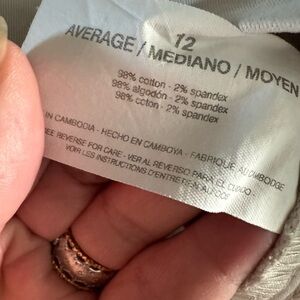 12
AVERAGE / MEDIANO / MOYEN
98% cotton - 2% spandex
98% algodón - 2% spandex
98% coton - 2% spandex
IN CAMBODIA - HECHO EN CAMBOYA - FABRIQUÉ AU CAMBODGE
SEE REVERSE FOR CARE - VER AL REVERSO PARA EL CUIDADO
VOIR LES INSTRUCTIONS D'ENTRETIEN AU DOS